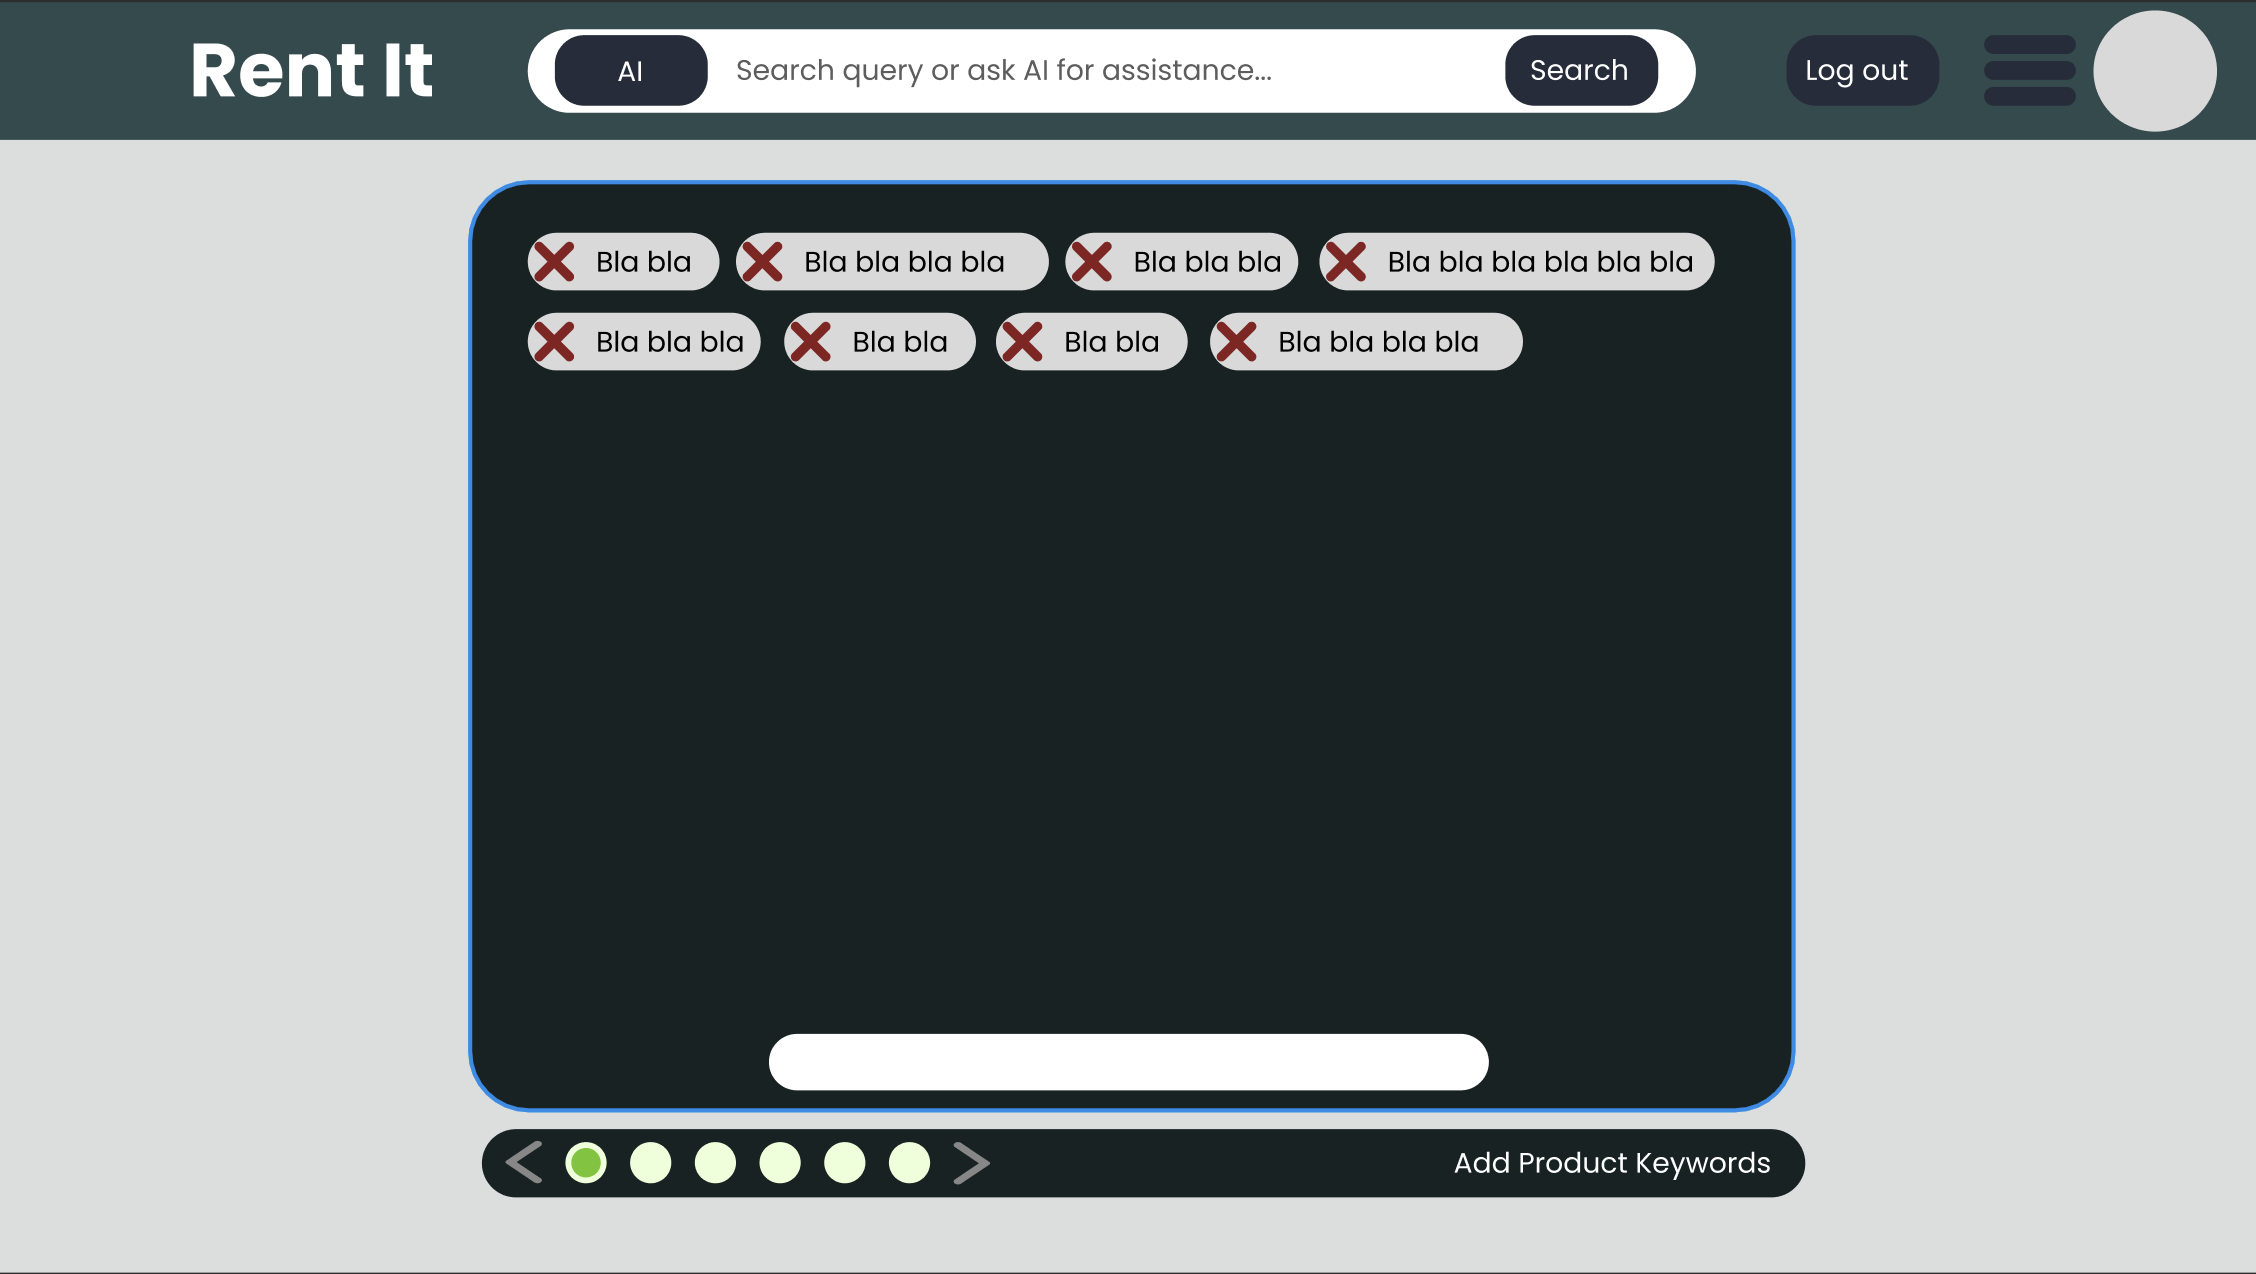 Rent It
AI
Search query or ask AI for assistance...
Search
Log out
Bla bla
Bla bla bla bla
Bla bla bla
Bla bla bla bla bla bla
Bla bla bla
Bla bla
Bla bla
Bla bla bla bla
Add Product Keywords